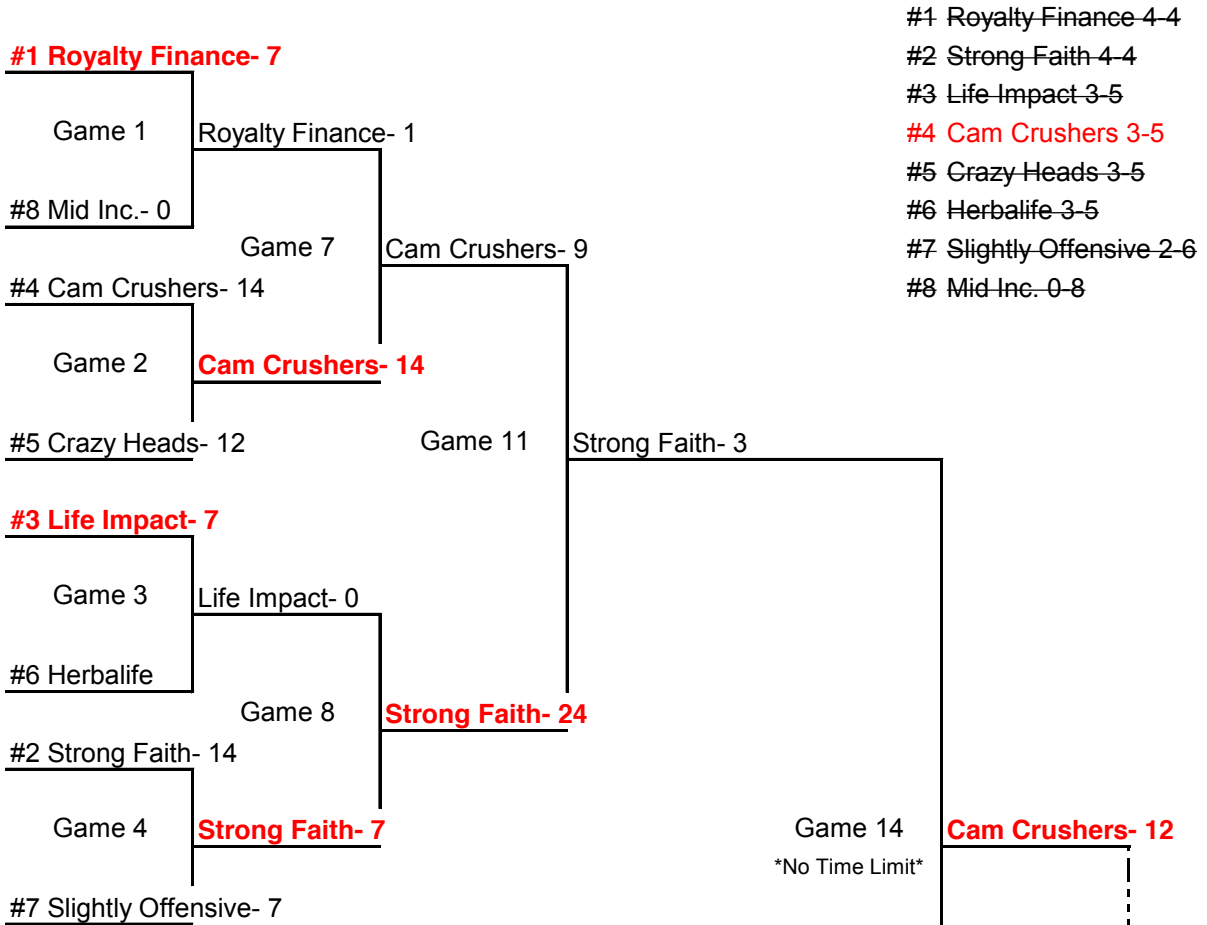 #1 Royalty Finance 4-4
#1 Royalty Finance- 7
#2 Strong Faith 4-4
#3 Life Impact 3-5
Game 1
Royalty Finance- 1
#4 Cam Crushers 3-5
#5 Crazy Heads 3-5
#8 Mid Inc.- 0
#6 Herbalife 3-5
Game 7
Cam Crushers- 9
#7 Slightly Offensive 2-6
#4 Cam Crushers- 14
#8 Mid Inc. 0-8
Game 2
Cam Crushers- 14
#5 Crazy Heads- 12
Game 11
Strong Faith- 3
#3 Life Impact- 7
Game 3
Life Impact- 0
#6 Herbalife
Game 8
Strong Faith- 24
#2 Strong Faith- 14
Game 4
Strong Faith- 7
Game 14
Cam Crushers- 12
*No Time Limit*
#7 Slightly Offensive- 7